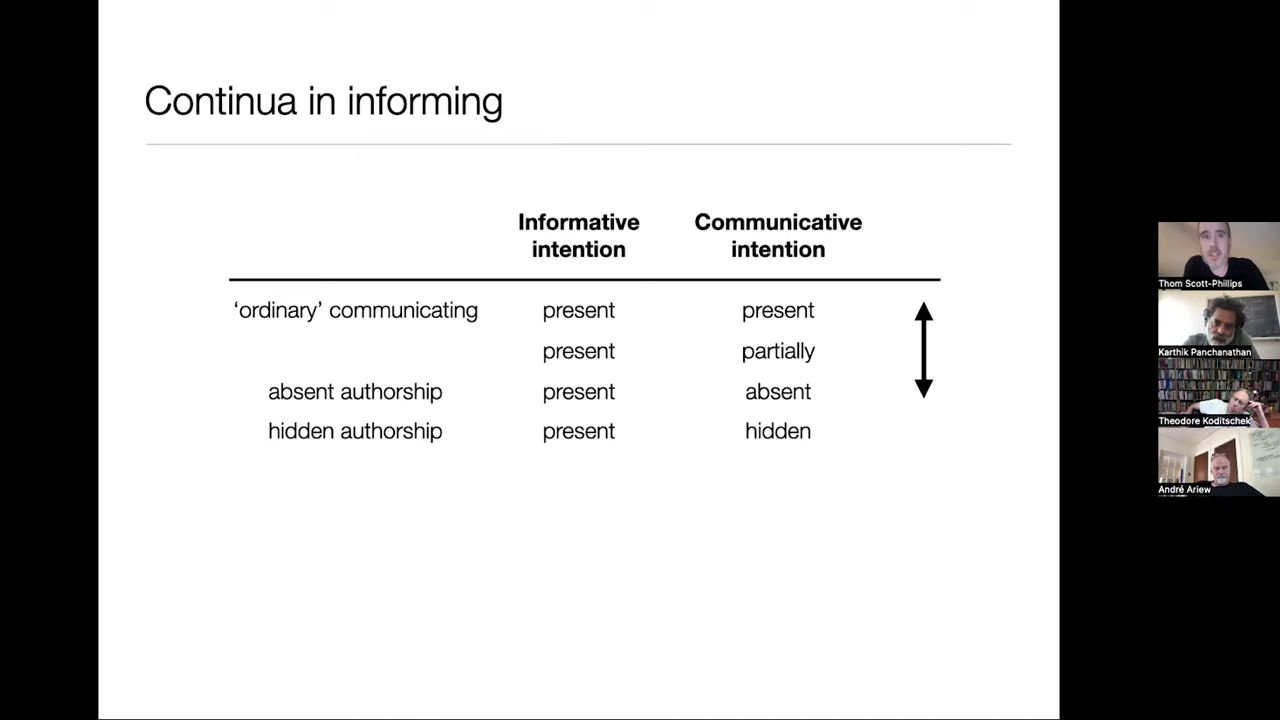 Continua in informing
Informative Communicative
intention intention
‘ordinary’ communicating present present
present partially
absent authorship present absent
hidden authorship present hidden
Thom Scott-Phillips
Karthik Panchanathan
Theodore Koditschek
André Ariew